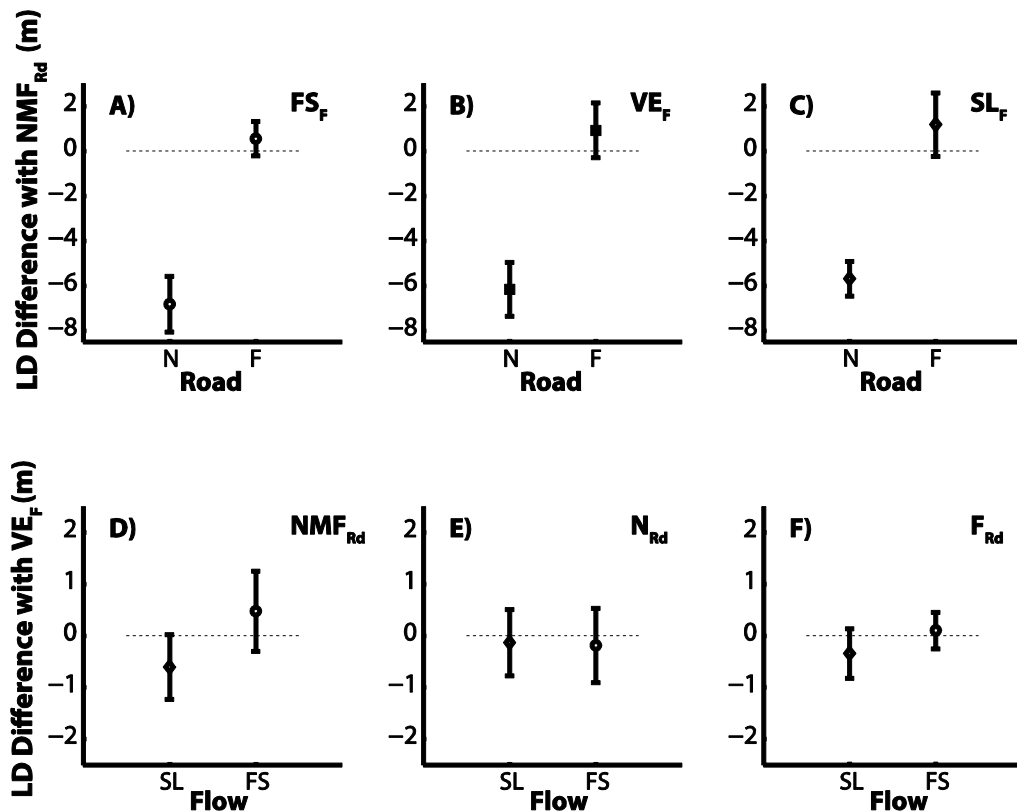 LD Difference with NMF_Rd (m)
A) FS_F
2
0
−2
−4
−6
−8
N F
Road
B) VE_F
2
0
−2
−4
−6
−8
N F
Road
C) SL_F
2
0
−2
−4
−6
−8
N F
Road
LD Difference with VE_F (m)
D) NMF_Rd
2
1
0
−1
−2
SL FS
Flow
E) N_Rd
2
1
0
−1
−2
SL FS
Flow
F) F_Rd
2
1
0
−1
−2
SL FS
Flow